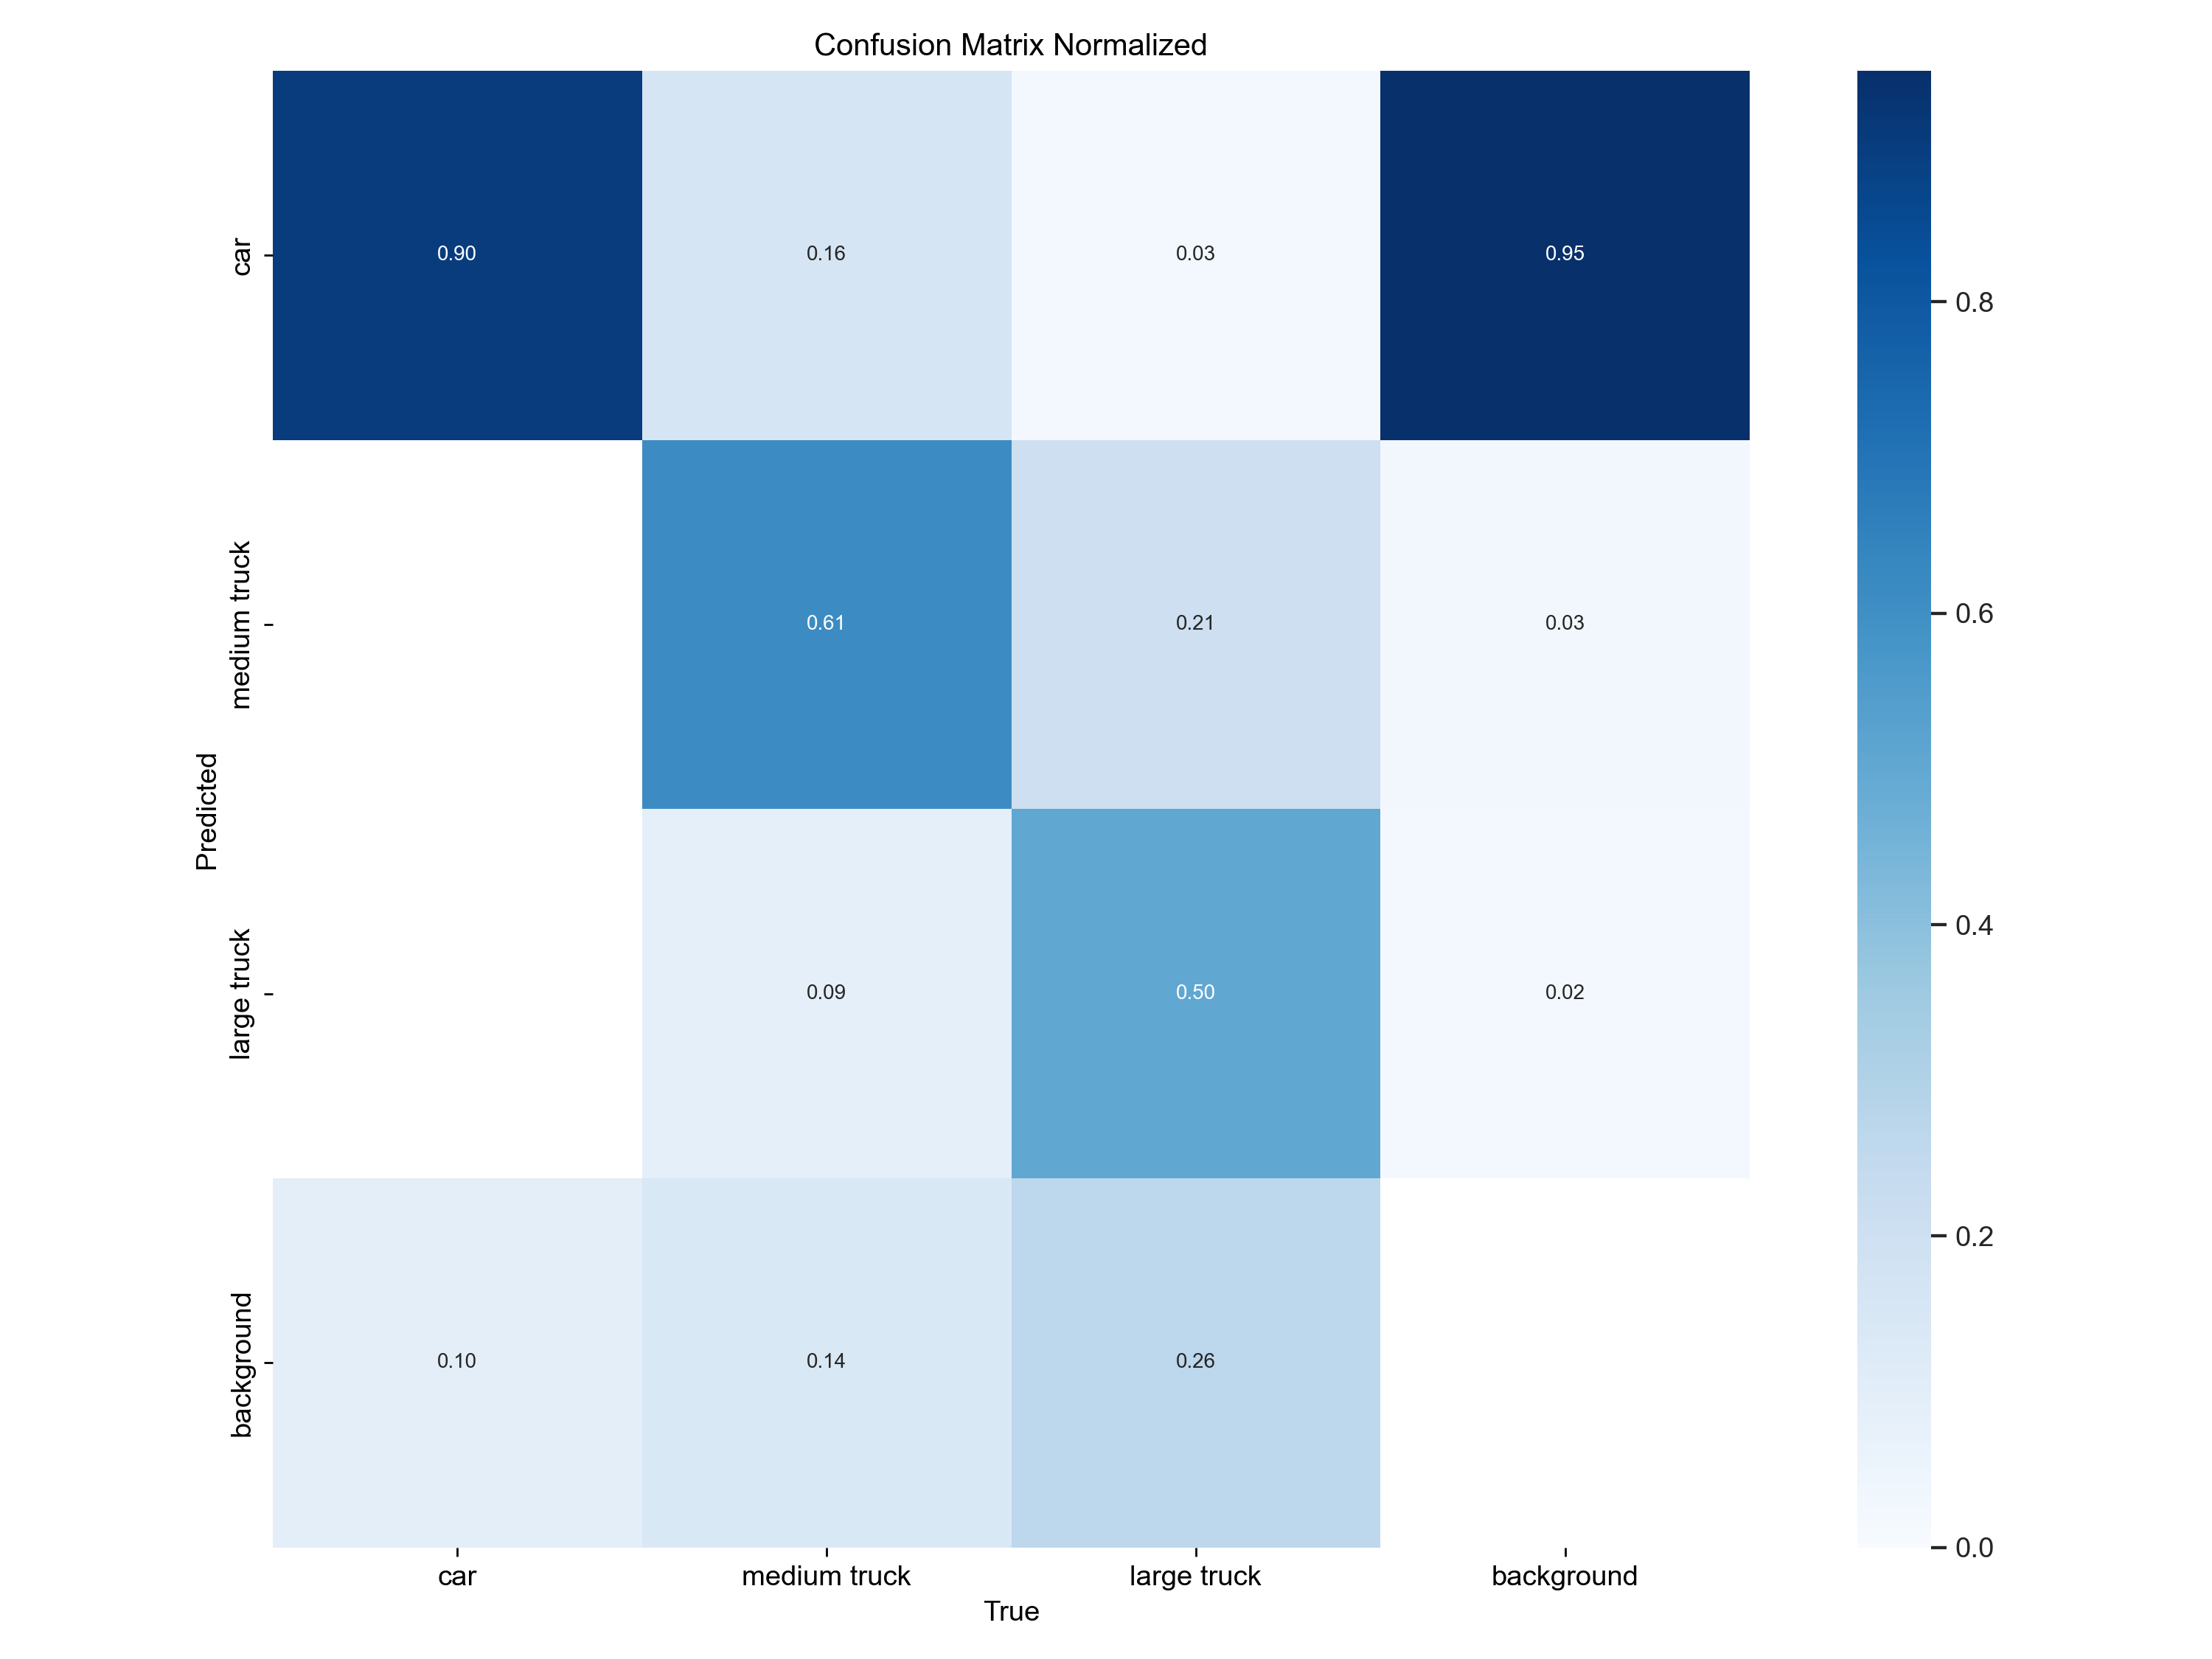 Confusion Matrix Normalized
car
0.90
0.16
0.03
0.95
0.8
medium truck
0.61
0.21
0.03
0.6
Predicted
large truck
0.09
0.50
0.02
0.4
background
0.10
0.14
0.26
0.2
0.0
car
medium truck
large truck
background
True